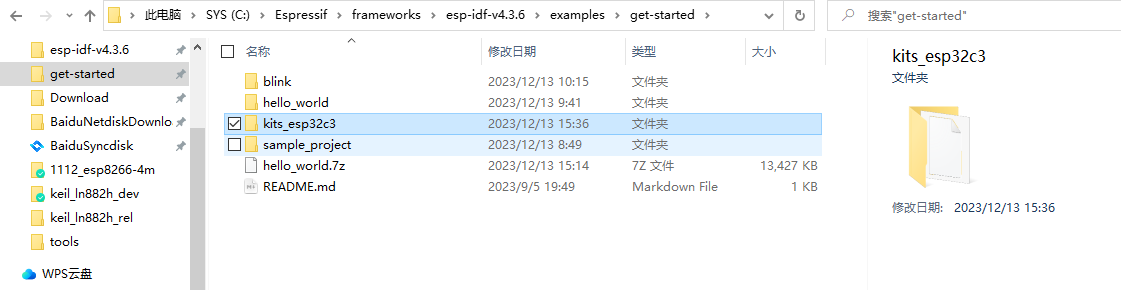 此电脑 > SYS (C:) > Espressif > frameworks > esp-idf-v4.3.6 > examples > get-started >
搜索"get-started"
esp-idf-v4.3.6
get-started
Download
BaiduNetdiskDownlo
BaiduSyncdisk
1112_esp8266-4m
keil_ln882h_dev
keil_ln882h_rel
tools
WPS云盘
名称 修改日期 类型 大小
blink 2023/12/13 10:15 文件夹
hello_world 2023/12/13 9:41 文件夹
kits_esp32c3 2023/12/13 15:36 文件夹
sample_project 2023/12/13 8:49 文件夹
hello_world.7z 2023/12/13 15:14 7Z 文件 13,427 KB
README.md 2023/9/5 19:49 Markdown File 1 KB
kits_esp32c3
文件夹
修改日期: 2023/12/13 15:36